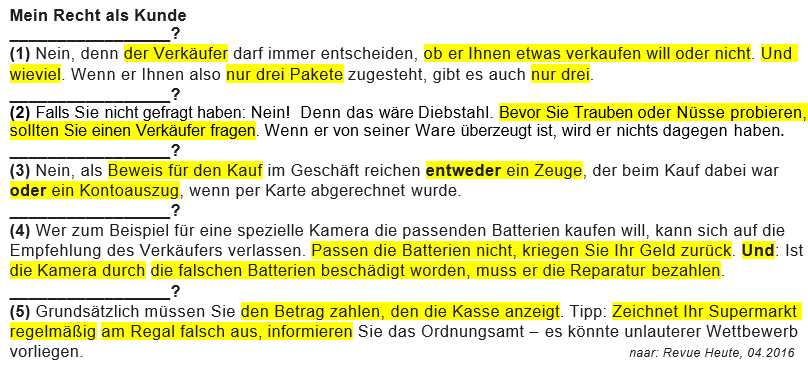 Mein Recht als Kunde
_________________?
(1) Nein, denn der Verkäufer darf immer entscheiden, ob er Ihnen etwas verkaufen will oder nicht. Und
wieviel. Wenn er Ihnen also nur drei Pakete zugesteht, gibt es auch nur drei.
_________________?
(2) Falls Sie nicht gefragt haben: Nein! Denn das wäre Diebstahl. Bevor Sie Trauben oder Nüsse probieren,
sollten Sie einen Verkäufer fragen. Wenn er von seiner Ware überzeugt ist, wird er nichts dagegen haben.
_________________?
(3) Nein, als Beweis für den Kauf im Geschäft reichen entweder ein Zeuge, der beim Kauf dabei war
oder ein Kontoauszug, wenn per Karte abgerechnet wurde.
_________________?
(4) Wer zum Beispiel für eine spezielle Kamera die passenden Batterien kaufen will, kann sich auf die
Empfehlung des Verkäufers verlassen. Passen die Batterien nicht, kriegen Sie Ihr Geld zurück. Und: Ist
die Kamera durch die falschen Batterien beschädigt worden, muss er die Reparatur bezahlen.
_________________?
(5) Grundsätzlich müssen Sie den Betrag zahlen, den die Kasse anzeigt. Tipp: Zeichnet Ihr Supermarkt
regelmäßig am Regal falsch aus, informieren Sie das Ordnungsamt – es könnte unlauterer Wettbewerb
vorliegen.
naar: Revue Heute, 04.2016